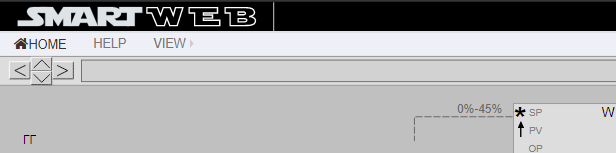 SMART WEB
HOME HELP VIEW
< >
0%-45%
* SP W
PV
OP